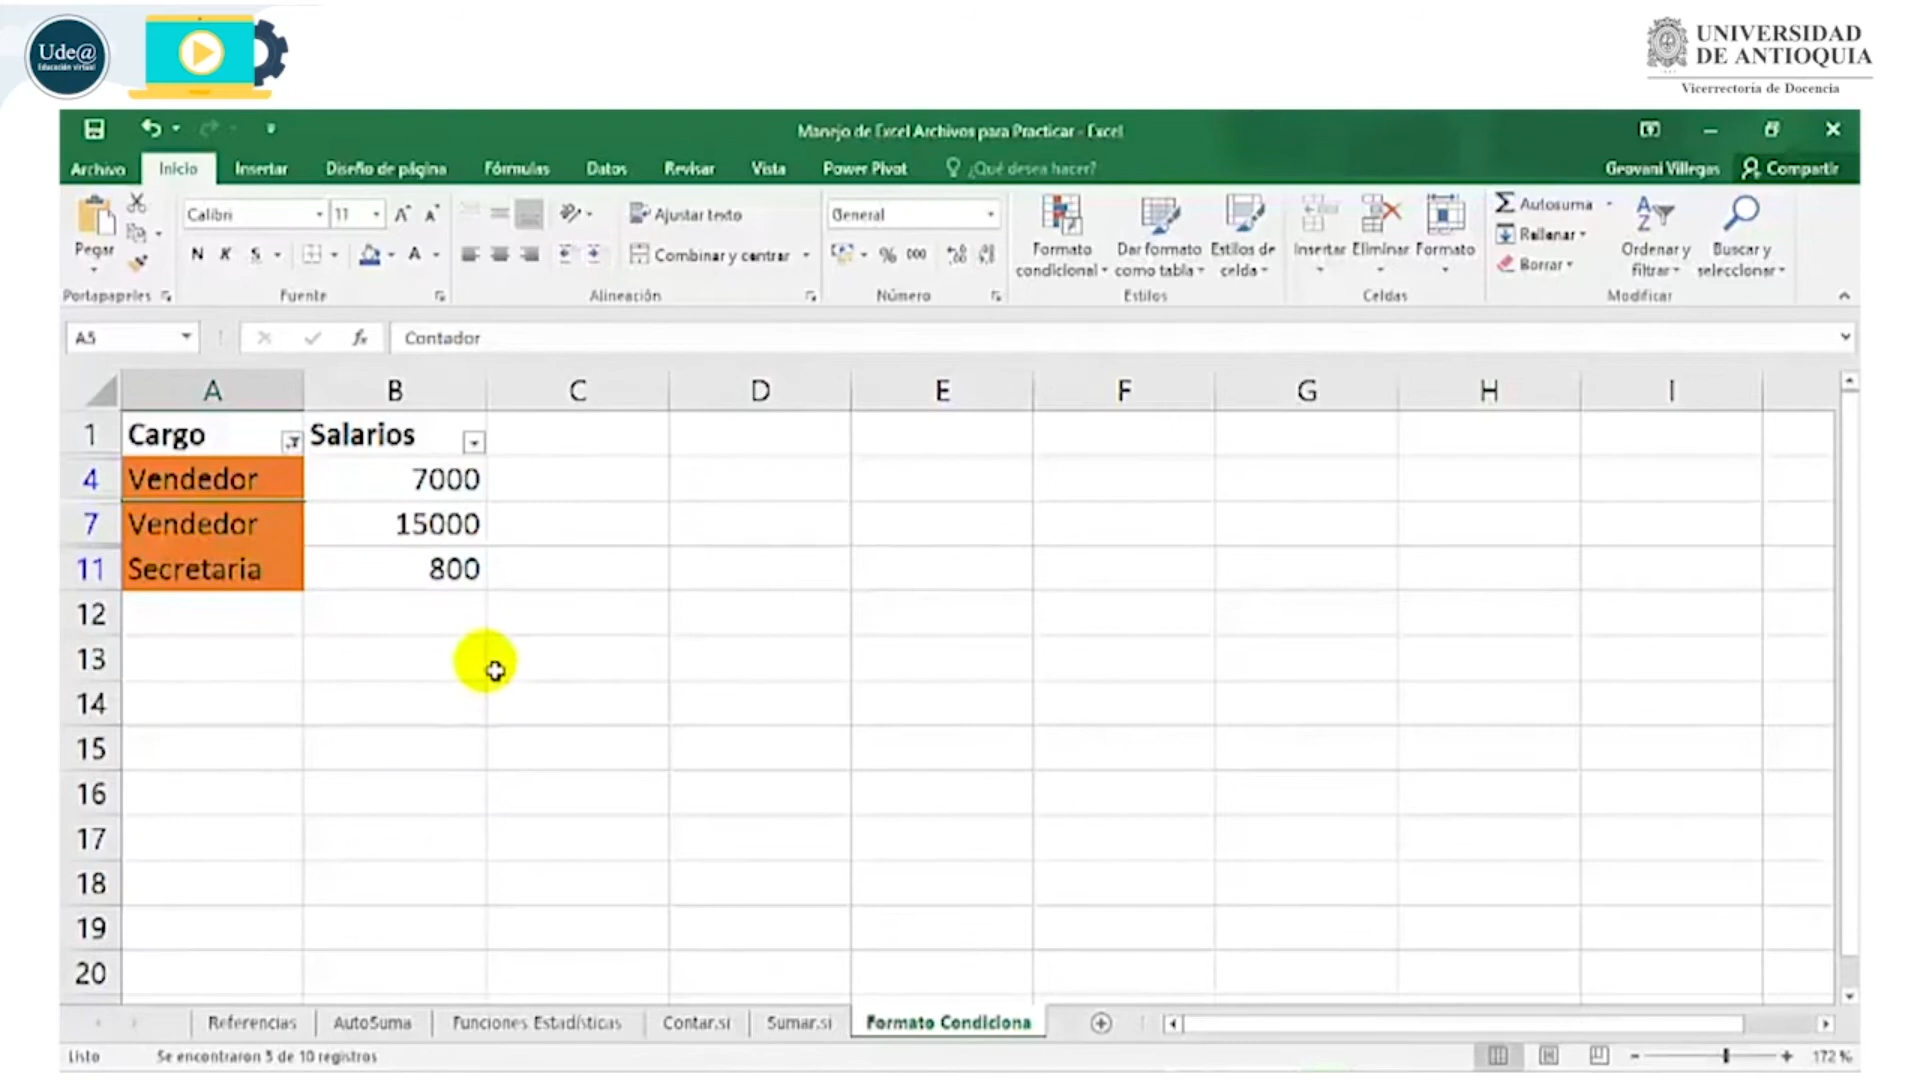 Ude@
Educación virtual
UNIVERSIDAD
DE ANTIOQUIA
Vicerrectoría de Docencia
Manejo de Excel Archivos para Practicar - Excel
Archivo Inicio Insertar Diseño de página Fórmulas Datos Revisar Vista Power Pivot ¿Qué desea hacer? Geovani Villegas Compartir
Pegar
Calibri 11
N K S
Ajustar texto
Combinar y centrar
General
% 000
Formato condicional
Dar formato como tabla
Estilos de celda
Insertar Eliminar Formato
Autosuma
Rellenar
Borrar
Ordenar y filtrar
Buscar y seleccionar
Portapapeles Fuente Alineación Número Estilos Celdas Modificar
A5 fx Contador
A B C D E F G H I
1 Cargo Salarios
4 Vendedor 7000
7 Vendedor 15000
11 Secretaria 800
12
13
14
15
16
17
18
19
20
Referencias AutoSuma Funciones Estadísticas Contar.si Sumar.si Formato Condiciona
Listo Se encontraron 3 de 10 registros 172 %